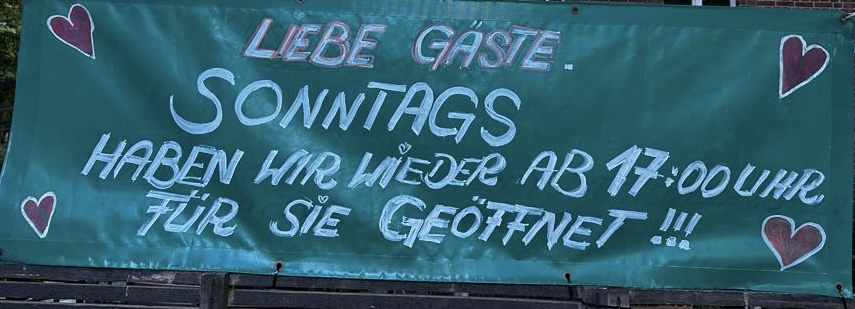 LIEBE GÄSTE.
SONNTAGS
HABEN WIR WIEDER AB 17:00 UHR
FÜR SIE GEÖFFNET !!!